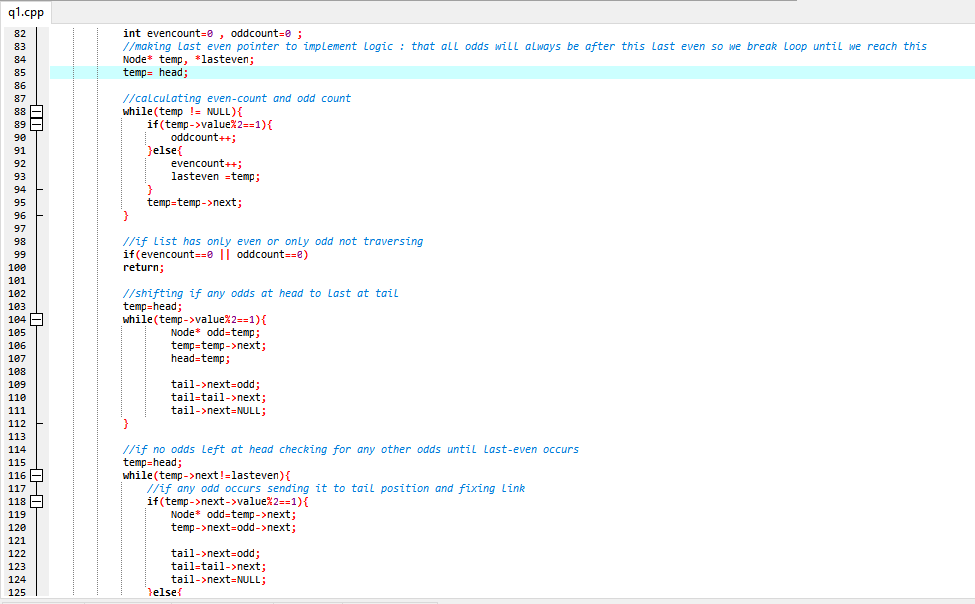 q1.cpp
82 int evencount=0 , oddcount=0 ;
83 //making last even pointer to implement logic : that all odds will always be after this last even so we break loop until we reach this
84 Node* temp, *lasteven;
85 temp= head;
86
87 //calculating even-count and odd count
88 while(temp != NULL){
89 if(temp->value%2==1){
90 oddcount++;
91 }else{
92 evencount++;
93 lasteven =temp;
94 }
95 temp=temp->next;
96 }
97
98 //if list has only even or only odd not traversing
99 if(evencount==0 || oddcount==0)
100 return;
101
102 //shifting if any odds at head to last at tail
103 temp=head;
104 while(temp->value%2==1){
105 Node* odd=temp;
106 temp=temp->next;
107 head=temp;
108
109 tail->next=odd;
110 tail=tail->next;
111 tail->next=NULL;
112 }
113
114 //if no odds left at head checking for any other odds until last-even occurs
115 temp=head;
116 while(temp->next!=lasteven){
117 //if any odd occurs sending it to tail position and fixing link
118 if(temp->next->value%2==1){
119 Node* odd=temp->next;
120 temp->next=odd->next;
121
122 tail->next=odd;
123 tail=tail->next;
124 tail->next=NULL;
125 }else{